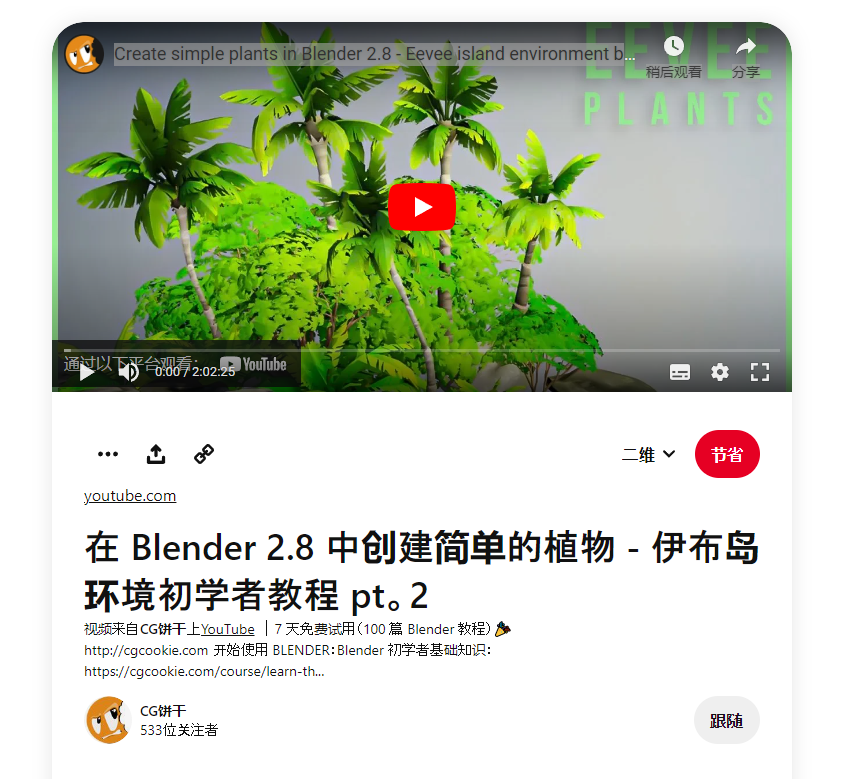 EEVEE
Create simple plants in Blender 2.8 - Eevee island environment b...
稍后观看
分享
PLANTS
通过以下平台观看：
YouTube
0:00 / 2:02:25
二维
节省
youtube.com
在 Blender 2.8 中创建简单的植物 - 伊布岛
环境初学者教程 pt。2
视频来自CG饼干上YouTube ｜7 天免费试用（100 篇 Blender 教程）
http://cgcookie.com 开始使用 BLENDER：Blender 初学者基础知识：
https://cgcookie.com/course/learn-th...
CG饼干
533位关注者
跟随